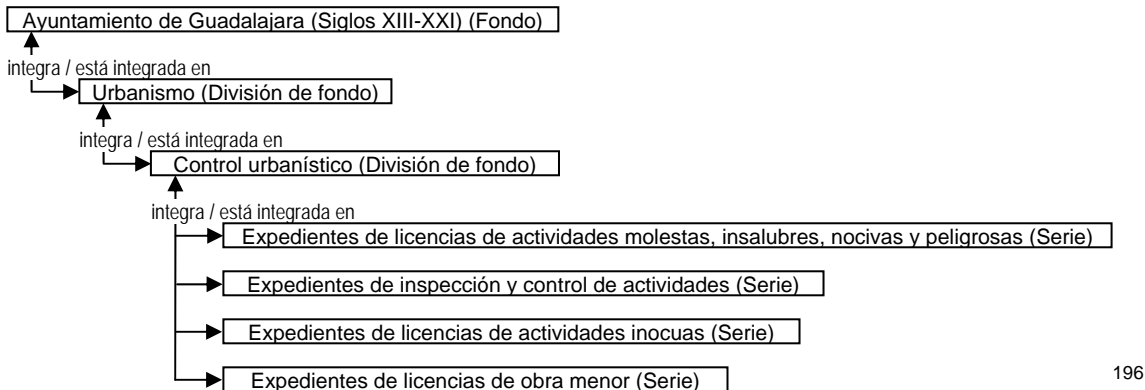 Ayuntamiento de Guadalajara (Siglos XIII-XXI) (Fondo)
integra / está integrada en
Urbanismo (División de fondo)
integra / está integrada en
Control urbanístico (División de fondo)
integra / está integrada en
Expedientes de licencias de actividades molestas, insalubres, nocivas y peligrosas (Serie)
Expedientes de inspección y control de actividades (Serie)
Expedientes de licencias de actividades inocuas (Serie)
Expedientes de licencias de obra menor (Serie)
196